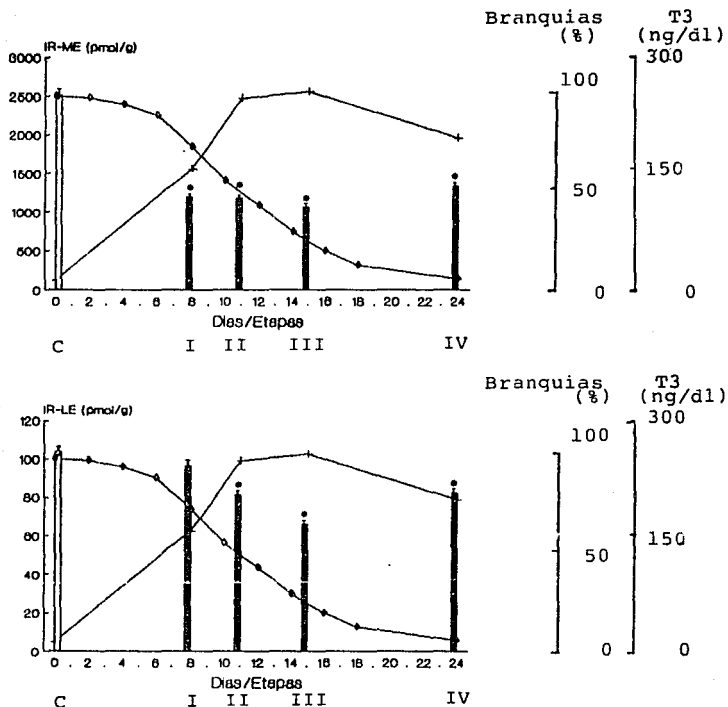 Branquias T3
(%) (ng/dl)
IR-ME (pmol/g)
300
3000
100
2500
2000
150
1500
50
1000
500
0 0 0
0 . 2 . 4 . 6 . 8 . 10 . 12 . 14 . 16 . 18 . 20 . 22 . 24
Dias/Etapas
C I II III IV
Branquias T3
(%) (ng/dl)
IR-LE (pmol/g)
300
120
100
100
80
150
60
50
40
20
0 0 0
0 . 2 . 4 . 6 . 8 . 10 . 12 . 14 . 16 . 18 . 20 . 22 . 24
Dias/Etapas
C I II III IV